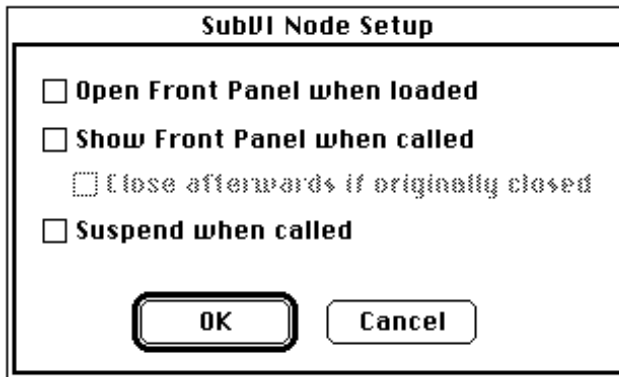 SubVI Node Setup
Open Front Panel when loaded
Show Front Panel when called
Close afterwards if originally closed
Suspend when called
OK Cancel